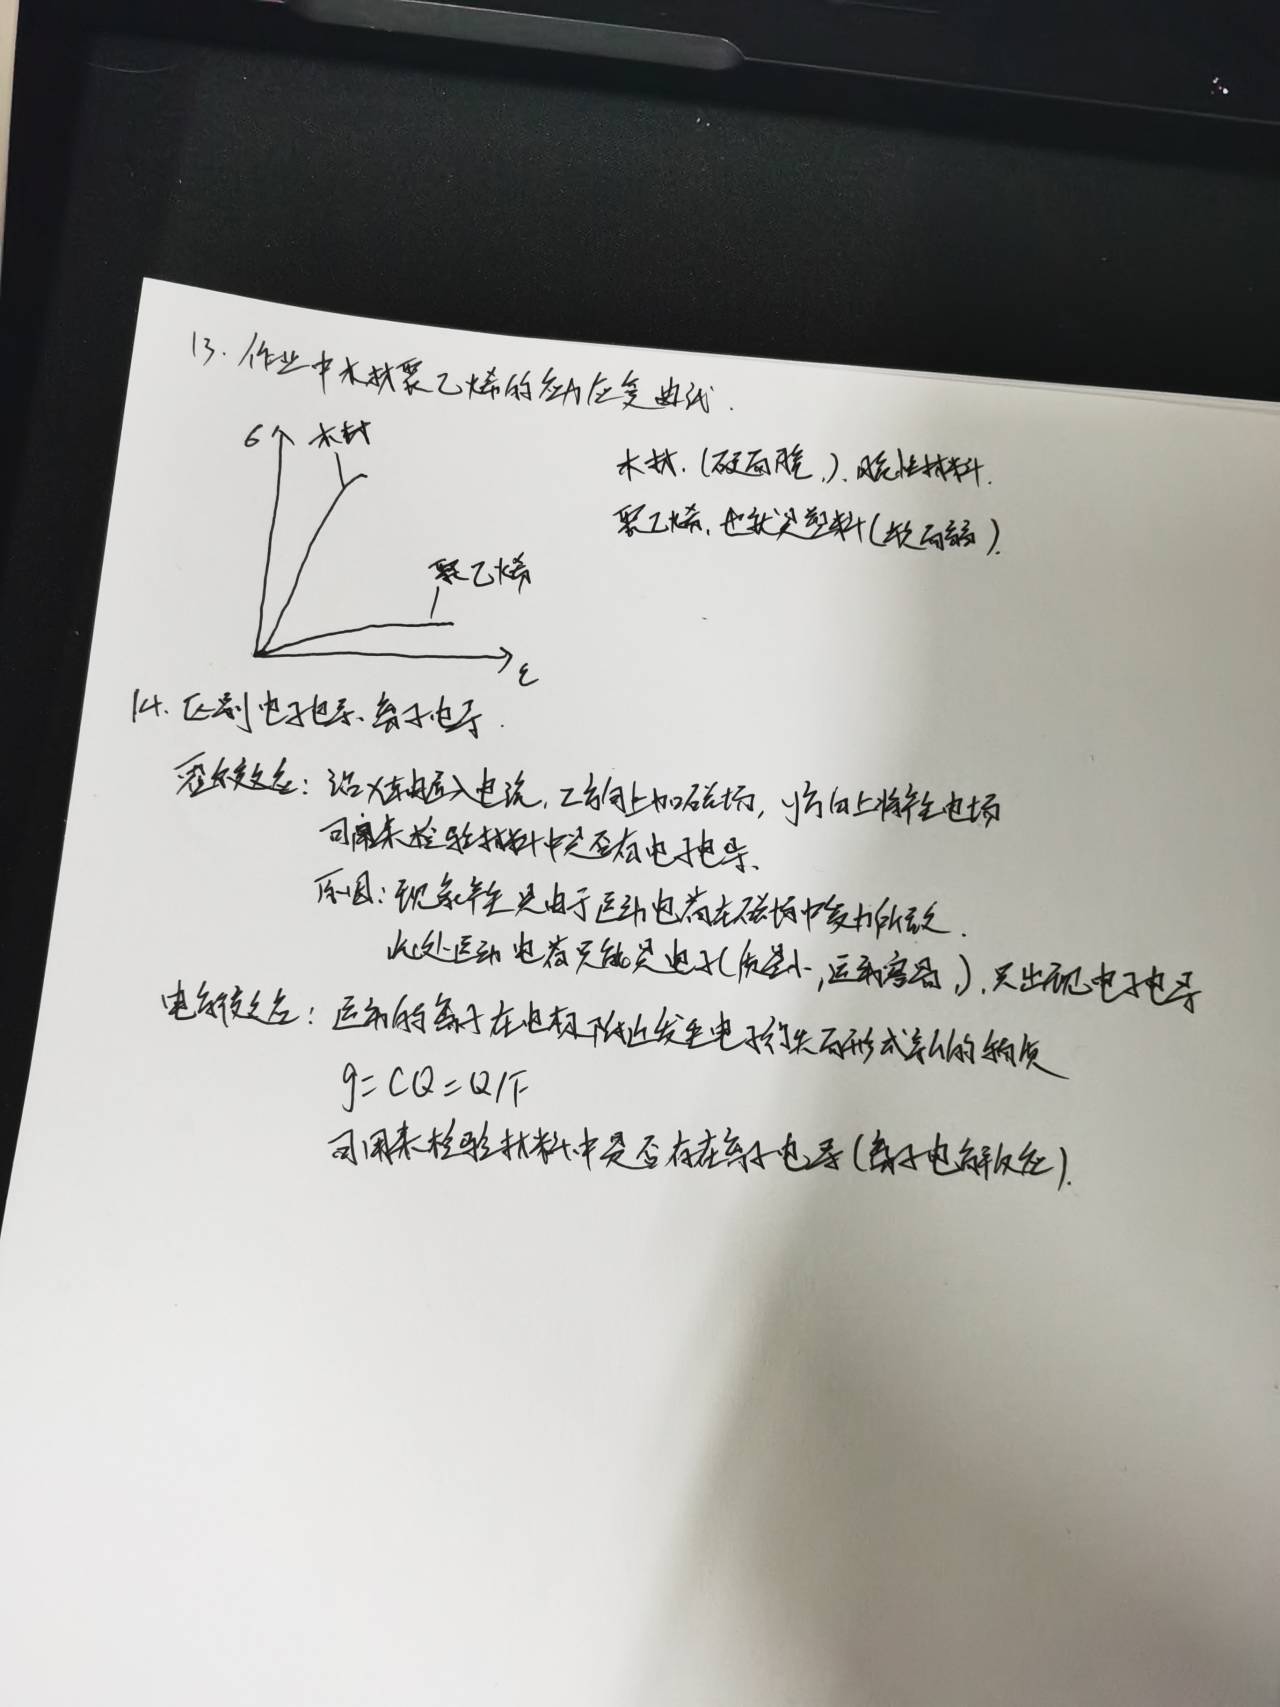 13. 作业中木材聚乙烯的应力应变曲线.
σ 木材
木材.(硬而脆,).脆性材料.
聚乙烯,也就是塑料(软而弱).
聚乙烯
ε
14. 区别电子电导、离子电导.
霍尔效应: 沿X轴通入电流, Z方向上加磁场, y方向上将产生电场
可用来检验材料中是否有电子电导、
原因: 现象产生是由于运动电荷在磁场中受力所致.
此处运动电荷只能是电子(质量小, 运动容易,), 只出现电子电导
电解效应: 运动的离子在电极附近发生电子得失而形成新的物质
g=CQ=Q/F
可用来检验材料中是否存在离子电导(离子电解效应).